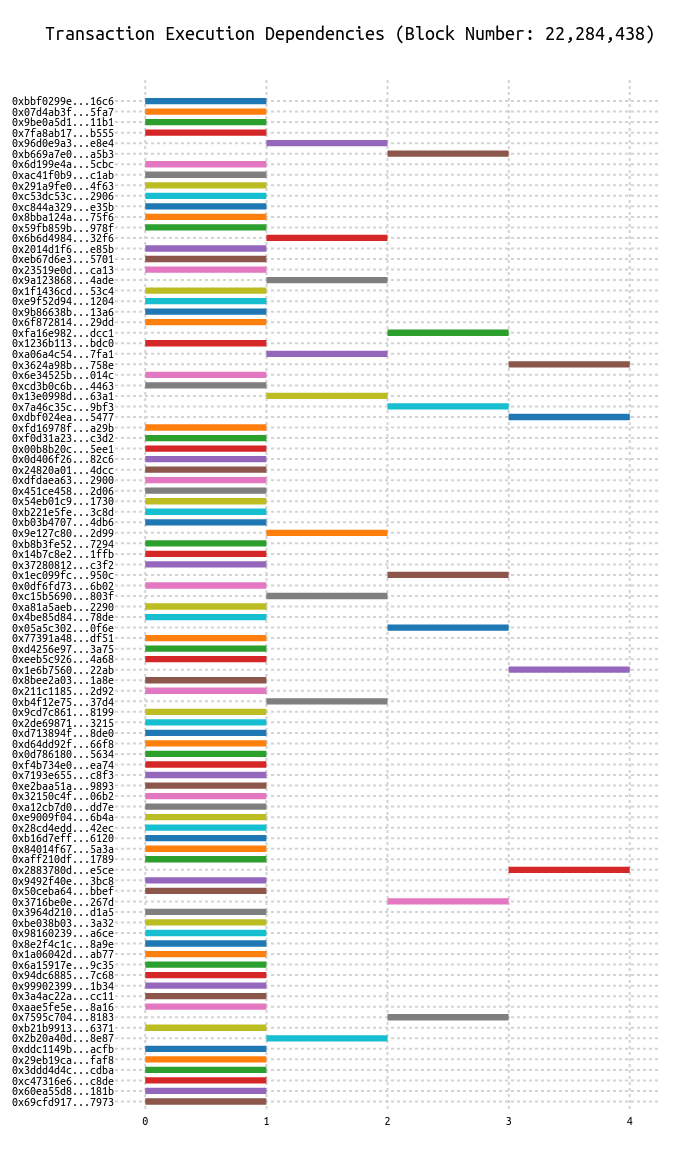 Transaction Execution Dependencies (Block Number: 22,284,438)
0xbbf0299e...16c6
0x07d4ab3f...5fa7
0x9be0a5d1...11b1
0x7fa8ab17...b555
0x96d0e9a3...e8e4
0xb669a7e0...a5b3
0x6d199e4a...5cbc
0xac41f0b9...c1ab
0x291a9fe0...4f63
0xc53dc53c...2906
0xc844a329...e35b
0x8bba124a...75f6
0x59fb859b...978f
0x6b6d4984...32f6
0x2014d1f6...e85b
0xeb67d6e3...5701
0x23519e0d...ca13
0x9a123868...4ade
0x1f1436cd...53c4
0xe9f52d94...1204
0x9b86638b...13a6
0x6f872814...29dd
0xfa16e982...dcc1
0x1236b113...bdc0
0xa06a4c54...7fa1
0x3624a98b...758e
0x6e34525b...014c
0xcd3b0c6b...4463
0x13e0998d...63a1
0x7a46c35c...9bf3
0xdbf024ea...5477
0xfd16978f...a29b
0xf0d31a23...c3d2
0x00b8b20c...5ee1
0x0d406f26...82c6
0x24820a01...4dcc
0xdfdaea63...2900
0x451ce458...2d06
0x54eb01c9...1730
0xb221e5fe...3c8d
0xb03b4707...4db6
0x9e127c80...2d99
0xb8b3fe52...7294
0x14b7c8e2...1ffb
0x37280812...c3f2
0x1ec099fc...950c
0x0df6fd73...6b02
0xc15b5690...803f
0xa81a5aeb...2290
0x4be85d84...78de
0x05a5c302...0f6e
0x77391a48...df51
0xd4256e97...3a75
0xeeb5c926...4a68
0x1e6b7560...22ab
0x8bee2a03...1a8e
0x211c1185...2d92
0xb4f12e75...37d4
0x9cd7c861...8199
0x2de69871...3215
0xd713894f...8de0
0xd64dd92f...66f8
0x0d786180...5634
0xf4b734e0...ea74
0x7193e655...c8f3
0xe2baa51a...9893
0x32150c4f...06b2
0xa12cb7d0...dd7e
0xe9009f04...6b4a
0x28cd4edd...42ec
0xb16d7eff...6120
0x84014f67...5a3a
0xaff210df...1789
0x2883780d...e5ce
0x9492f40e...3bc8
0x50ceba64...bbef
0x3716be0e...267d
0x3964d210...d1a5
0xbe038b03...3a32
0x98160239...a6ce
0x8e2f4c1c...8a9e
0x1a06042d...ab77
0x6a15917e...9c35
0x94dc6885...7c68
0x99902399...1b34
0x3a4ac22a...cc11
0xaae5fe5e...8a16
0x7595c704...8183
0xb21b9913...6371
0x2b20a40d...8e87
0xddc1149b...acfb
0x29eb19ca...faf8
0x3ddd4d4c...cdba
0xc47316e6...c8de
0x60ea55d8...181b
0x69cfd917...7973
0 1 2 3 4